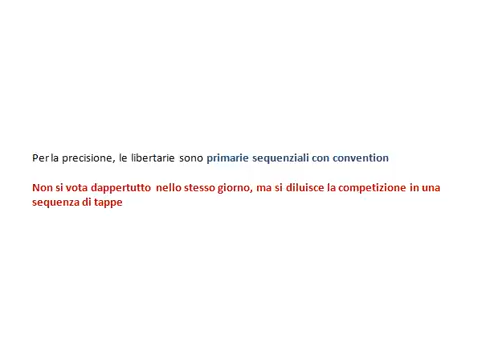 Per la precisione, le libertarie sono primarie sequenziali con convention
Non si vota dappertutto nello stesso giorno, ma si diluisce la competizione in una
sequenza di tappe